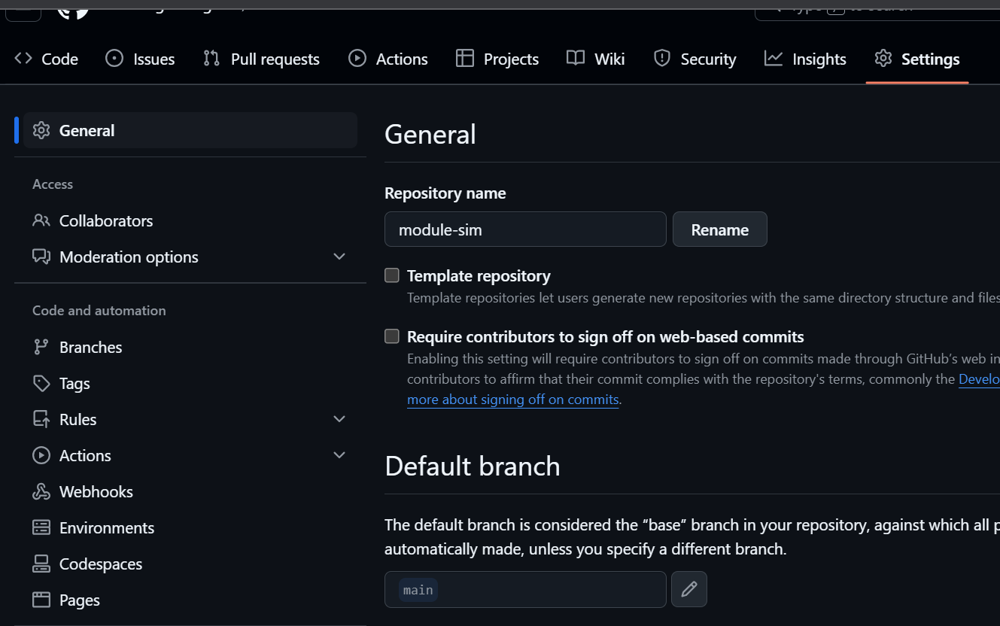 Code
Issues
Pull requests
Actions
Projects
Wiki
Security
Insights
Settings
General
Access
Collaborators
Moderation options
Code and automation
Branches
Tags
Rules
Actions
Webhooks
Environments
Codespaces
Pages
General
Repository name
module-sim
Rename
Template repository
Template repositories let users generate new repositories with the same directory structure and files
Require contributors to sign off on web-based commits
Enabling this setting will require contributors to sign off on commits made through GitHub’s web in
contributors to affirm that their commit complies with the repository's terms, commonly the Develo
more about signing off on commits.
Default branch
The default branch is considered the “base” branch in your repository, against which all p
automatically made, unless you specify a different branch.
main